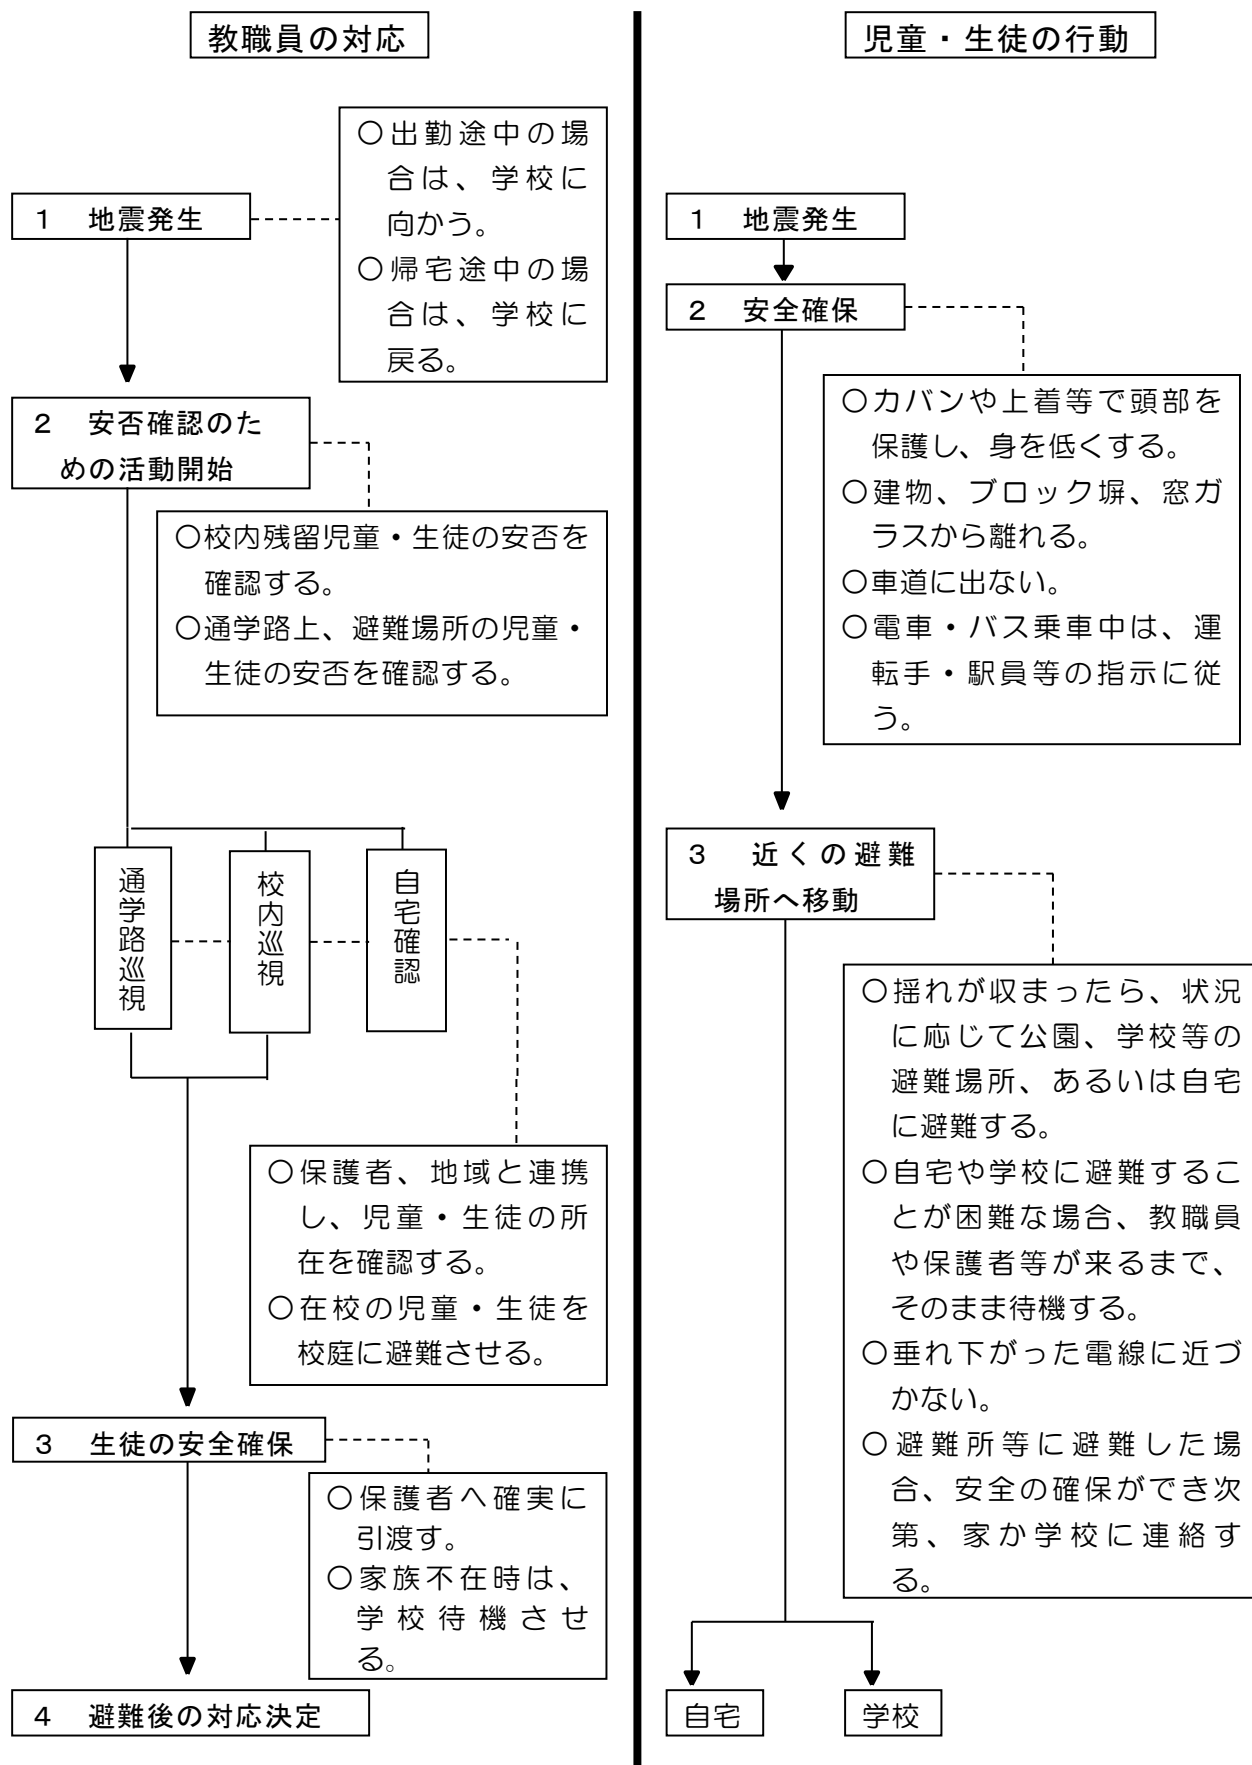 教職員の対応
○出勤途中の場
合は、学校に
向かう。
○帰宅途中の場
合は、学校に
戻る。
1 地震発生
2 安否確認のた
めの活動開始
○校内残留児童・生徒の安否を
確認する。
○通学路上、避難場所の児童・
生徒の安否を確認する。
通学路巡視
校内巡視
自宅確認
○保護者、地域と連携
し、児童・生徒の所
在を確認する。
○在校の児童・生徒を
校庭に避難させる。
3 生徒の安全確保
○保護者へ確実に
引渡す。
○家族不在時は、
学校待機させ
る。
4 避難後の対応決定
児童・生徒の行動
1 地震発生
2 安全確保
○カバンや上着等で頭部を
保護し、身を低くする。
○建物、ブロック塀、窓ガ
ラスから離れる。
○車道に出ない。
○電車・バス乗車中は、運
転手・駅員等の指示に従
う。
3 近くの避難
場所へ移動
○揺れが収まったら、状況
に応じて公園、学校等の
避難場所、あるいは自宅
に避難する。
○自宅や学校に避難するこ
とが困難な場合、教職員
や保護者等が来るまで、
そのまま待機する。
○垂れ下がった電線に近づ
かない。
○避難所等に避難した場
合、安全の確保ができ次
第、家か学校に連絡す
る。
自宅
学校